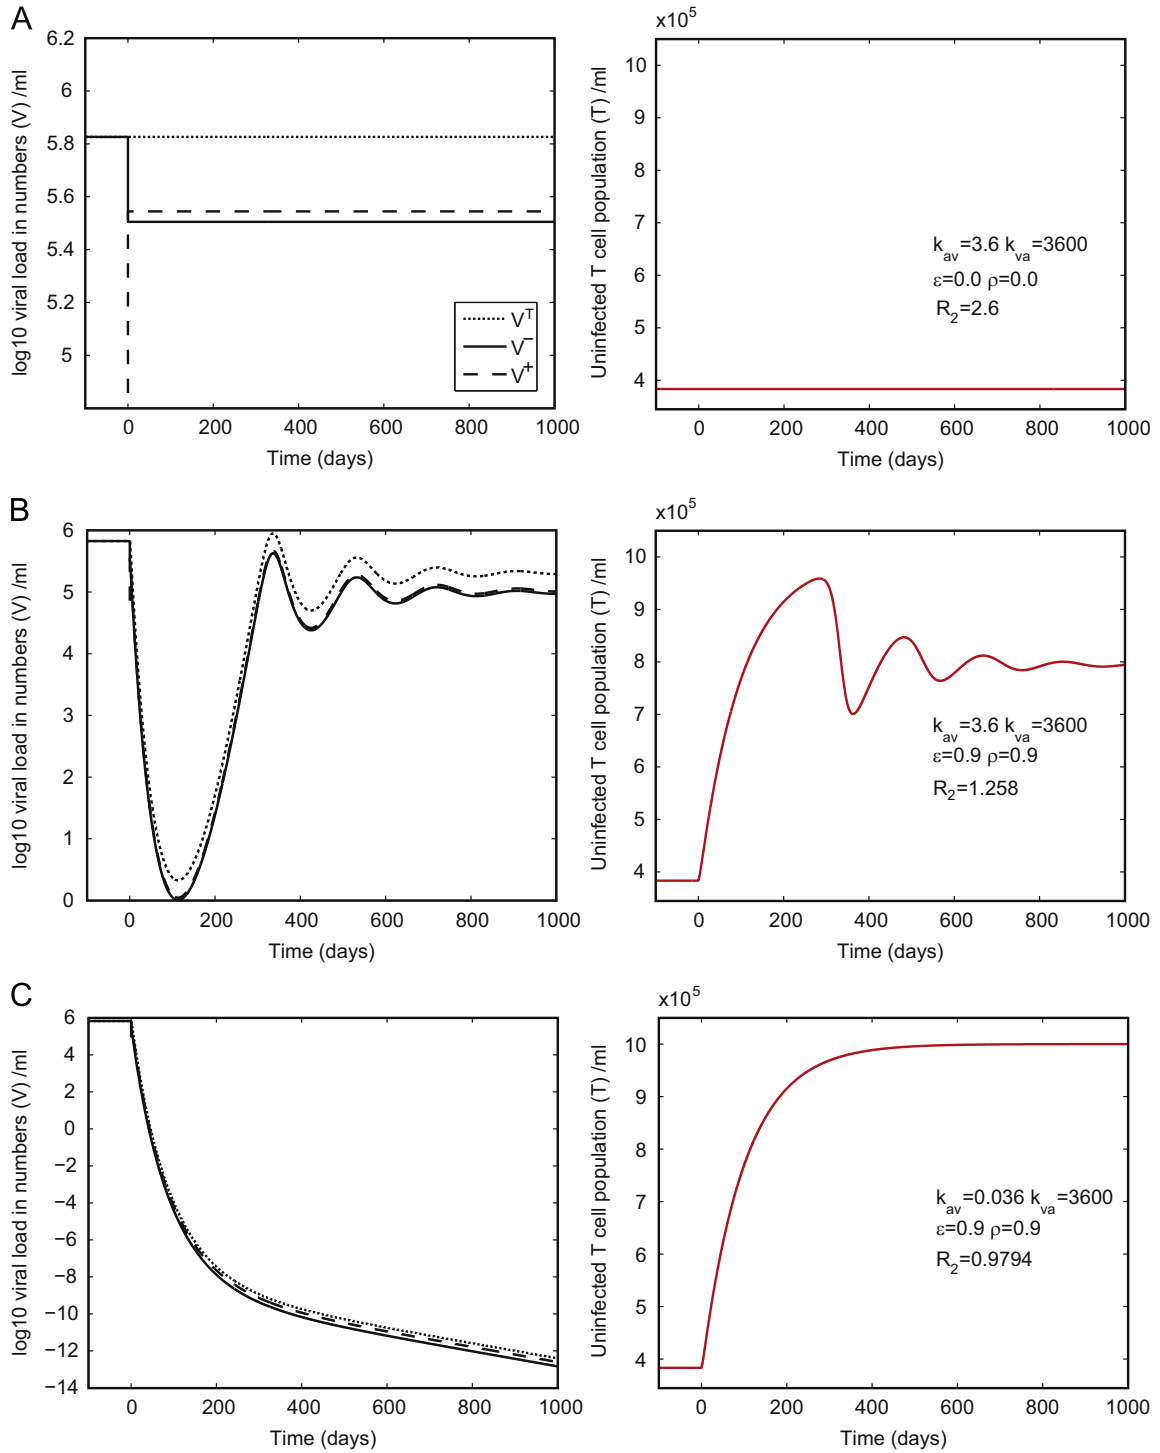 A
log10 viral load in numbers (V) /ml
6.2
6
5.8
5.6
5.4
5.2
5
0 200 400 600 800 1000
Time (days)
V^T
V^−
V^+
x10^5
Uninfected T cell population (T) /ml
10
9
8
7
6
5
4
0 200 400 600 800 1000
Time (days)
k_av=3.6 k_va=3600
ε=0.0 ρ=0.0
R_2=2.6
B
log10 viral load in numbers (V) /ml
6
5
4
3
2
1
0
0 200 400 600 800 1000
Time (days)
x10^5
Uninfected T cell population (T) /ml
10
9
8
7
6
5
4
0 200 400 600 800 1000
Time (days)
k_av=3.6 k_va=3600
ε=0.9 ρ=0.9
R_2=1.258
C
log10 viral load in numbers (V) /ml
6
4
2
0
−2
−4
−6
−8
−10
−12
−14
0 200 400 600 800 1000
Time (days)
x10^5
Uninfected T cell population (T) /ml
10
9
8
7
6
5
4
0 200 400 600 800 1000
Time (days)
k_av=0.036 k_va=3600
ε=0.9 ρ=0.9
R_2=0.9794